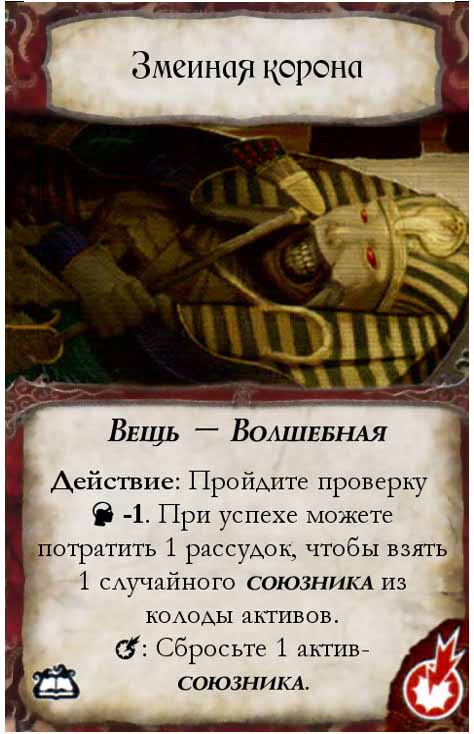 Змеиная корона
Вещь — Волшебная
Действие: Пройдите проверку
-1. При успехе можете
потратить 1 рассудок, чтобы взять
1 случайного союзника из
колоды активов.
: Сбросьте 1 актив-
союзника.